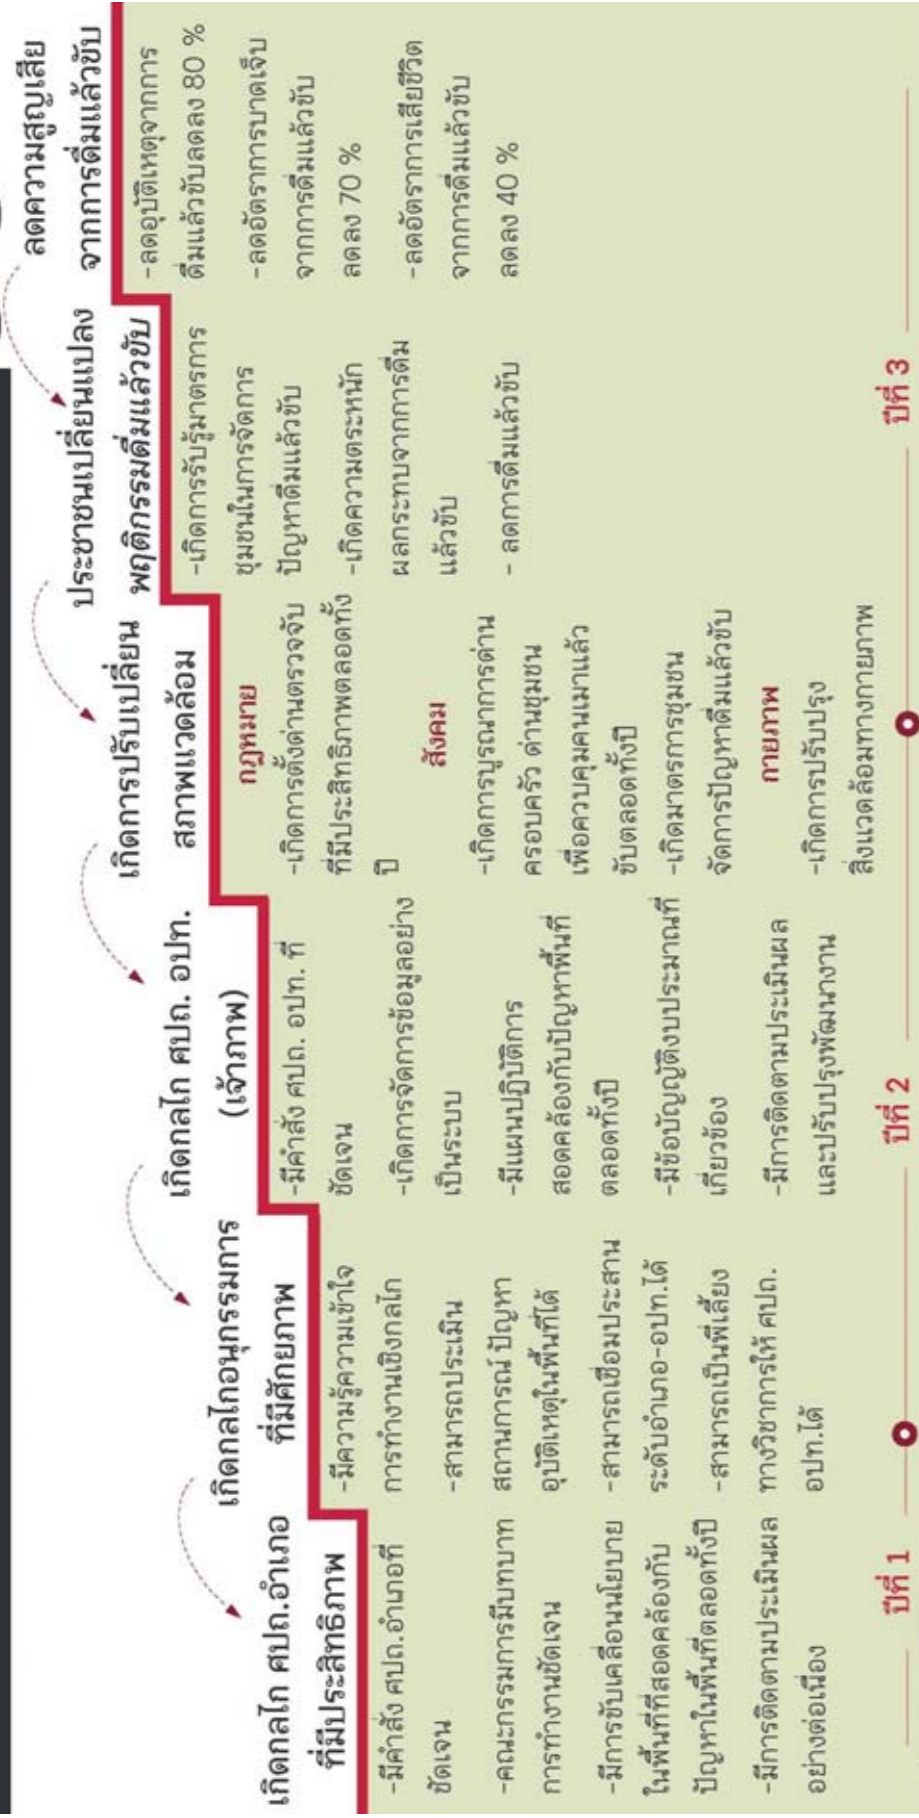 เกิดกลไก ศปถ.อำเภอ
ที่มีประสิทธิภาพ
-มีคำสั่ง ศปถ.อำเภอที่
ชัดเจน
-คณะกรรมการมีบทบาท
การทำงานชัดเจน
-มีการขับเคลื่อนนโยบาย
ในพื้นที่ที่สอดคล้องกับ
ปัญหาในพื้นที่ตลอดทั้งปี
-มีการติดตามประเมินผล
อย่างต่อเนื่อง
เกิดกลไกอนุกรรมการ
ที่มีศักยภาพ
-มีความรู้ความเข้าใจ
การทำงานเชิงกลไก
-สามารถประเมิน
สถานการณ์ ปัญหา
อุบัติเหตุในพื้นที่ได้
-สามารถเชื่อมประสาน
ระดับอำเภอ-อปท.ได้
-สามารถเป็นพี่เลี้ยง
ทางวิชาการให้ ศปถ.
อปท.ได้
เกิดกลไก ศปถ. อปท.
(เจ้าภาพ)
-มีคำสั่ง ศปถ. อปท. ที่
ชัดเจน
-เกิดการจัดการข้อมูลอย่าง
เป็นระบบ
-มีแผนปฏิบัติการ
สอดคล้องกับปัญหาพื้นที่
ตลอดทั้งปี
-มีข้อบัญญัติงบประมาณที่
เกี่ยวข้อง
-มีการติดตามประเมินผล
และปรับปรุงพัฒนางาน
เกิดการปรับเปลี่ยน
สภาพแวดล้อม
กฎหมาย
-เกิดการตั้งด่านตรวจจับ
ที่มีประสิทธิภาพตลอดทั้ง
ปี
สังคม
-เกิดการบูรณาการด่าน
ครอบครัว ด่านชุมชน
เพื่อควบคุมคนเมาแล้ว
ขับตลอดทั้งปี
-เกิดมาตรการชุมชน
จัดการปัญหาดื่มแล้วขับ
กายภาพ
-เกิดการปรับปรุง
สิ่งแวดล้อมทางกายภาพ
ประชาชนเปลี่ยนแปลง
พฤติกรรมดื่มแล้วขับ
-เกิดการรับรู้มาตรการ
ชุมชนในการจัดการ
ปัญหาดื่มแล้วขับ
-เกิดความตระหนัก
ผลกระทบจากการดื่ม
แล้วขับ
- ลดการดื่มแล้วขับ
ลดความสูญเสีย
จากการดื่มแล้วขับ
-ลดอุบัติเหตุจากการ
ดื่มแล้วขับลดลง 80 %
-ลดอัตราการบาดเจ็บ
จากการดื่มแล้วขับ
ลดลง 70 %
-ลดอัตราการเสียชีวิต
จากการดื่มแล้วขับ
ลดลง 40 %
ปีที่ 1
ปีที่ 2
ปีที่ 3